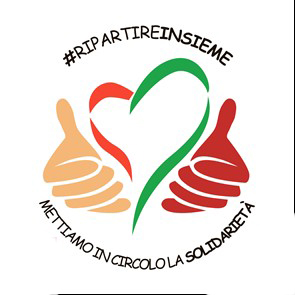 #RIPARTIREINSIEME
METTIAMO IN CIRCOLO LA SOLIDARIETÀ